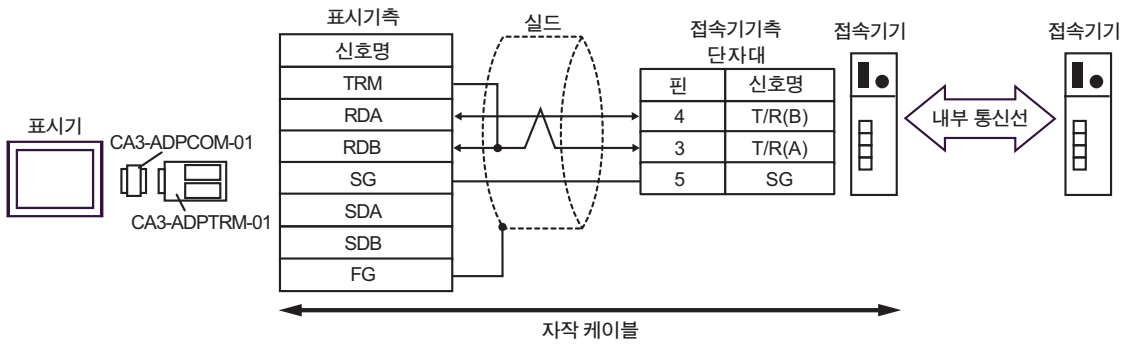 표시기
CA3-ADPCOM-01
CA3-ADPTRM-01
표시기측
신호명
TRM
RDA
RDB
SG
SDA
SDB
FG
실드
접속기기측
단자대
핀 신호명
4 T/R(B)
3 T/R(A)
5 SG
접속기기
내부 통신선
접속기기
자작 케이블